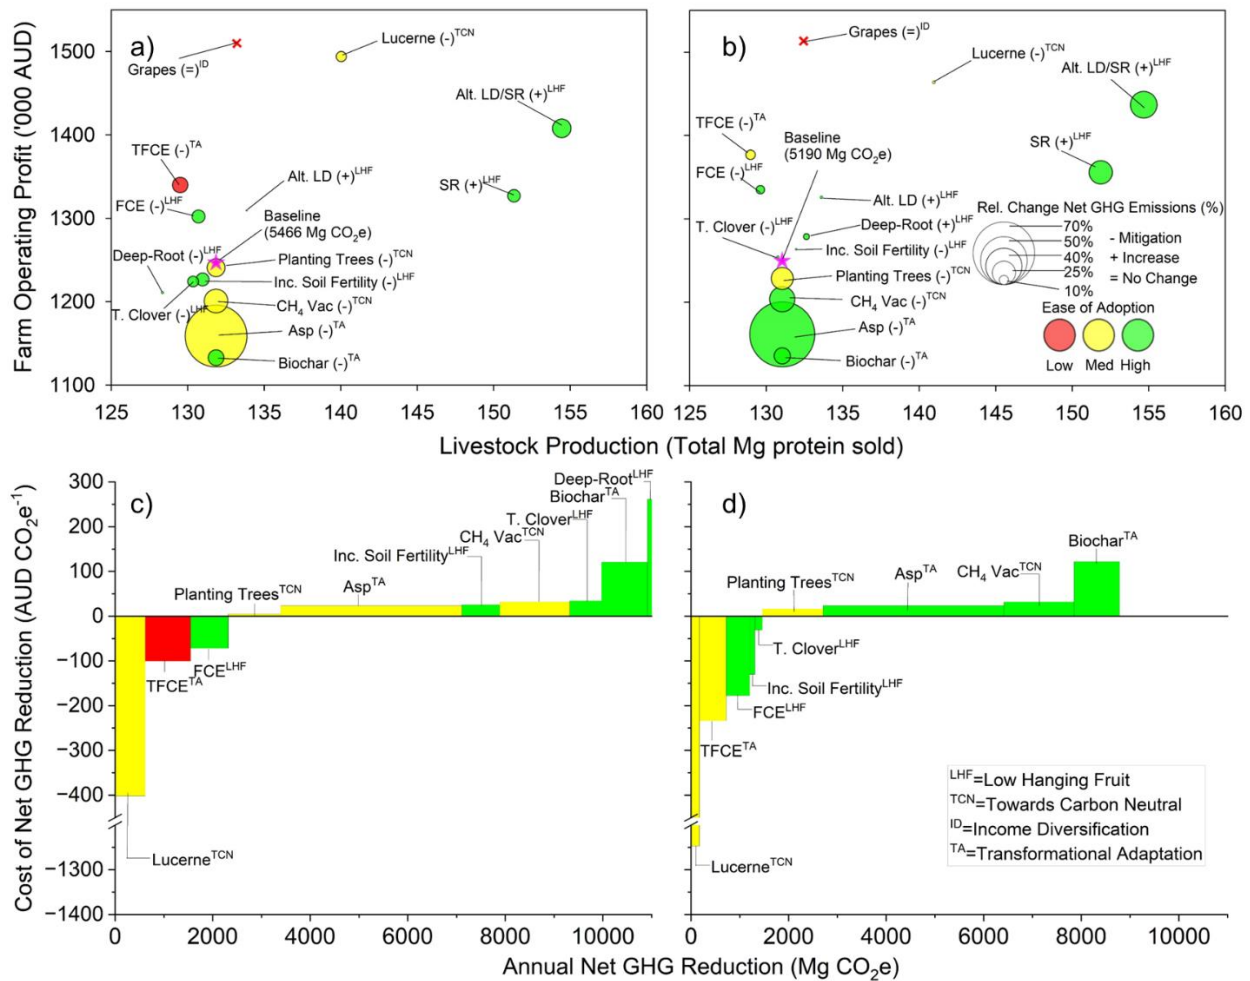 Farm Operating Profit ('000 AUD)
1500
1400
1300
1200
1100
a)
Grapes (=)ID
Lucerne (-)TCN
Alt. LD/SR (+)LHF
TFCE (-)TA
Alt. LD (+)LHF
SR (+)LHF
FCE (-)LHF
Baseline
(5466 Mg CO2e)
Deep-Root (-)LHF
Planting Trees (-)TCN
Inc. Soil Fertility (-)LHF
T. Clover (-)LHF
CH4 Vac (-)TCN
Asp (-)TA
Biochar (-)TA
125 130 135 140 145 150 155 160
b)
Grapes (=)ID
Lucerne (-)TCN
Alt. LD/SR (+)LHF
TFCE (-)TA
Baseline
(5190 Mg CO2e)
SR (+)LHF
FCE (-)LHF
Alt. LD (+)LHF
T. Clover (-)LHF
Deep-Root (+)LHF
Inc. Soil Fertility (-)LHF
Planting Trees (-)TCN
CH4 Vac (-)TCN
Asp (-)TA
Biochar (-)TA
Rel. Change Net GHG Emissions (%)
70%
50%
40%
25%
10%
- Mitigation
+ Increase
= No Change
Ease of Adoption
Low Med High
125 130 135 140 145 150 155 160
Livestock Production (Total Mg protein sold)
Cost of Net GHG Reduction (AUD CO2e-1)
300
200
100
0
−100
−200
−300
−400
−1300
−1400
c)
Deep-RootLHF
BiocharTA
T. CloverLHF
CH4 VacTCN
Inc. Soil FertilityLHF
AspTA
Planting TreesTCN
FCELHF
TFCETA
LucerneTCN
0 2000 4000 6000 8000 10000
d)
BiocharTA
CH4 VacTCN
AspTA
Planting TreesTCN
T. CloverLHF
Inc. Soil FertilityLHF
FCELHF
TFCETA
LucerneTCN
LHF=Low Hanging Fruit
TCN=Towards Carbon Neutral
ID=Income Diversification
TA=Transformational Adaptation
0 2000 4000 6000 8000 10000
Annual Net GHG Reduction (Mg CO2e)